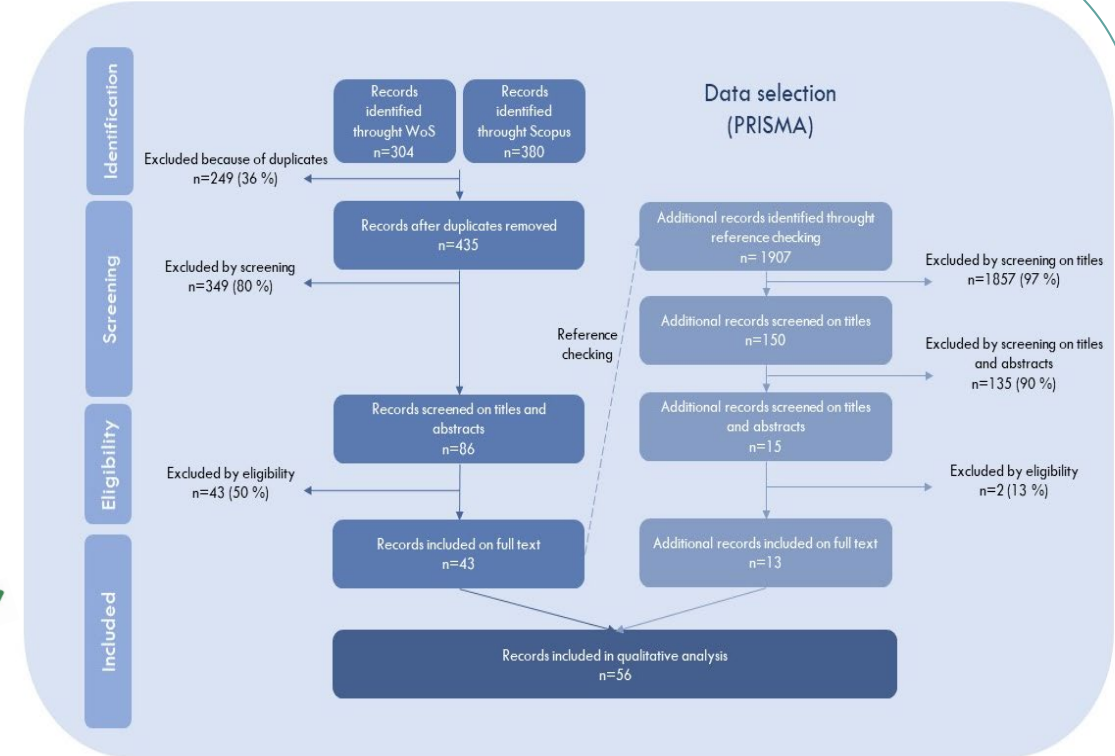 Data selection
(PRISMA)
Identification
Records
identified
throught WoS
n=304
Records
identified
throught Scopus
n=380
Excluded because of duplicates
n=249 (36 %)
Screening
Records after duplicates removed
n=435
Excluded by screening
n=349 (80 %)
Reference
checking
Additional records identified throught
reference checking
n= 1907
Excluded by screening on titles
n=1857 (97 %)
Additional records screened on titles
n=150
Excluded by screening on titles
and abstracts
n=135 (90 %)
Eligibility
Records screened on titles and
abstracts
n=86
Additional records screened on titles
and abstracts
n=15
Excluded by eligibility
n=43 (50 %)
Excluded by eligibility
n=2 (13 %)
Included
Records included on full text
n=43
Additional records included on full text
n=13
Records included in qualitative analysis
n=56